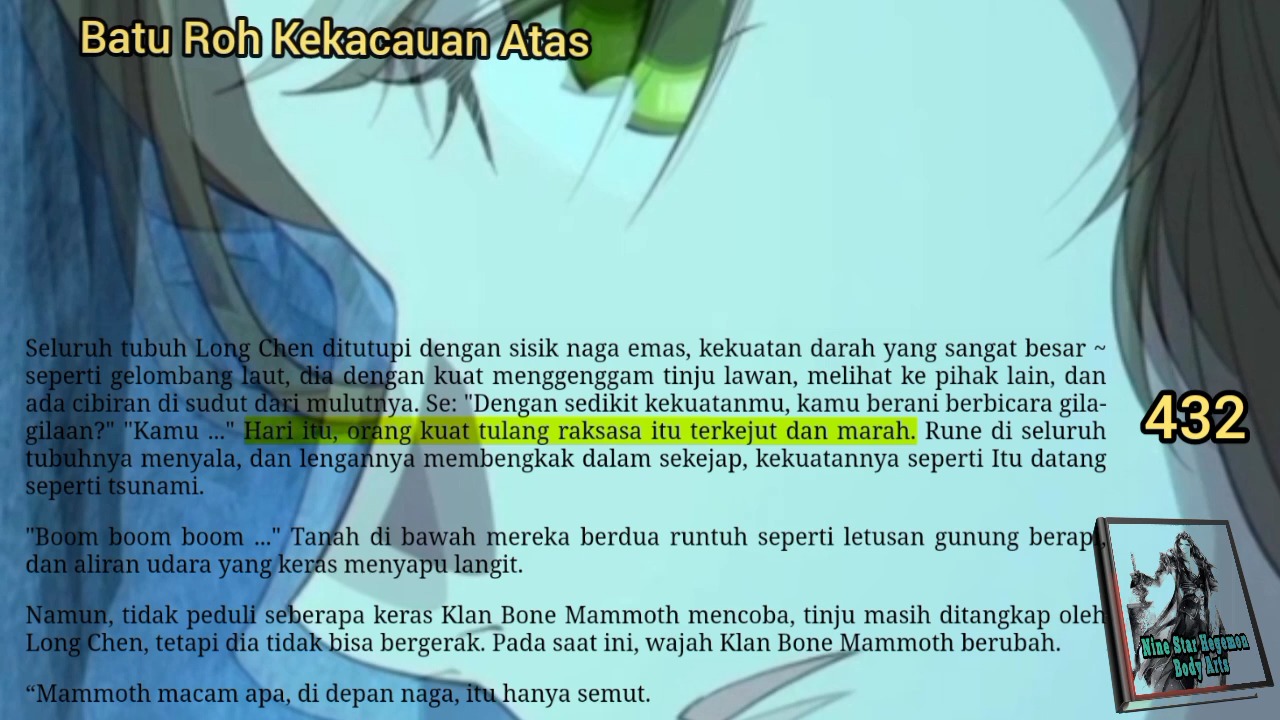 Batu Roh Kekacauan Atas
Seluruh tubuh Long Chen ditutupi dengan sisik naga emas, kekuatan darah yang sangat besar ~
seperti gelombang laut, dia dengan kuat menggenggam tinju lawan, melihat ke pihak lain, dan
ada cibiran di sudut dari mulutnya. Se: "Dengan sedikit kekuatanmu, kamu berani berbicara gila-
gilaan?" "Kamu ..." Hari itu, orang kuat tulang raksasa itu terkejut dan marah. Rune di seluruh
tubuhnya menyala, dan lengannya membengkak dalam sekejap, kekuatannya seperti Itu datang
seperti tsunami.
432
"Boom boom boom ..." Tanah di bawah mereka berdua runtuh seperti letusan gunung berapi,
dan aliran udara yang keras menyapu langit.
Namun, tidak peduli seberapa keras Klan Bone Mammoth mencoba, tinju masih ditangkap oleh
Long Chen, tetapi dia tidak bisa bergerak. Pada saat ini, wajah Klan Bone Mammoth berubah.
“Mammoth macam apa, di depan naga, itu hanya semut.
Nine Star Hegemon
Body Arts